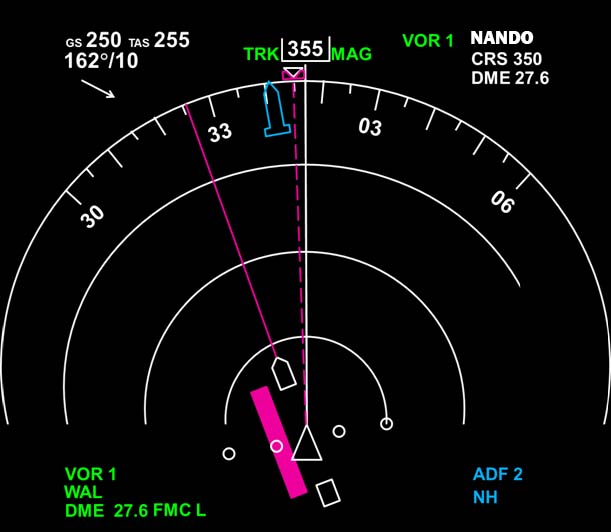 GS 250 TAS 255
162°/10
TRK 355 MAG
VOR 1 NANDO
CRS 350
DME 27.6
33
03
30
06
VOR 1
WAL
DME 27.6 FMC L
ADF 2
NH